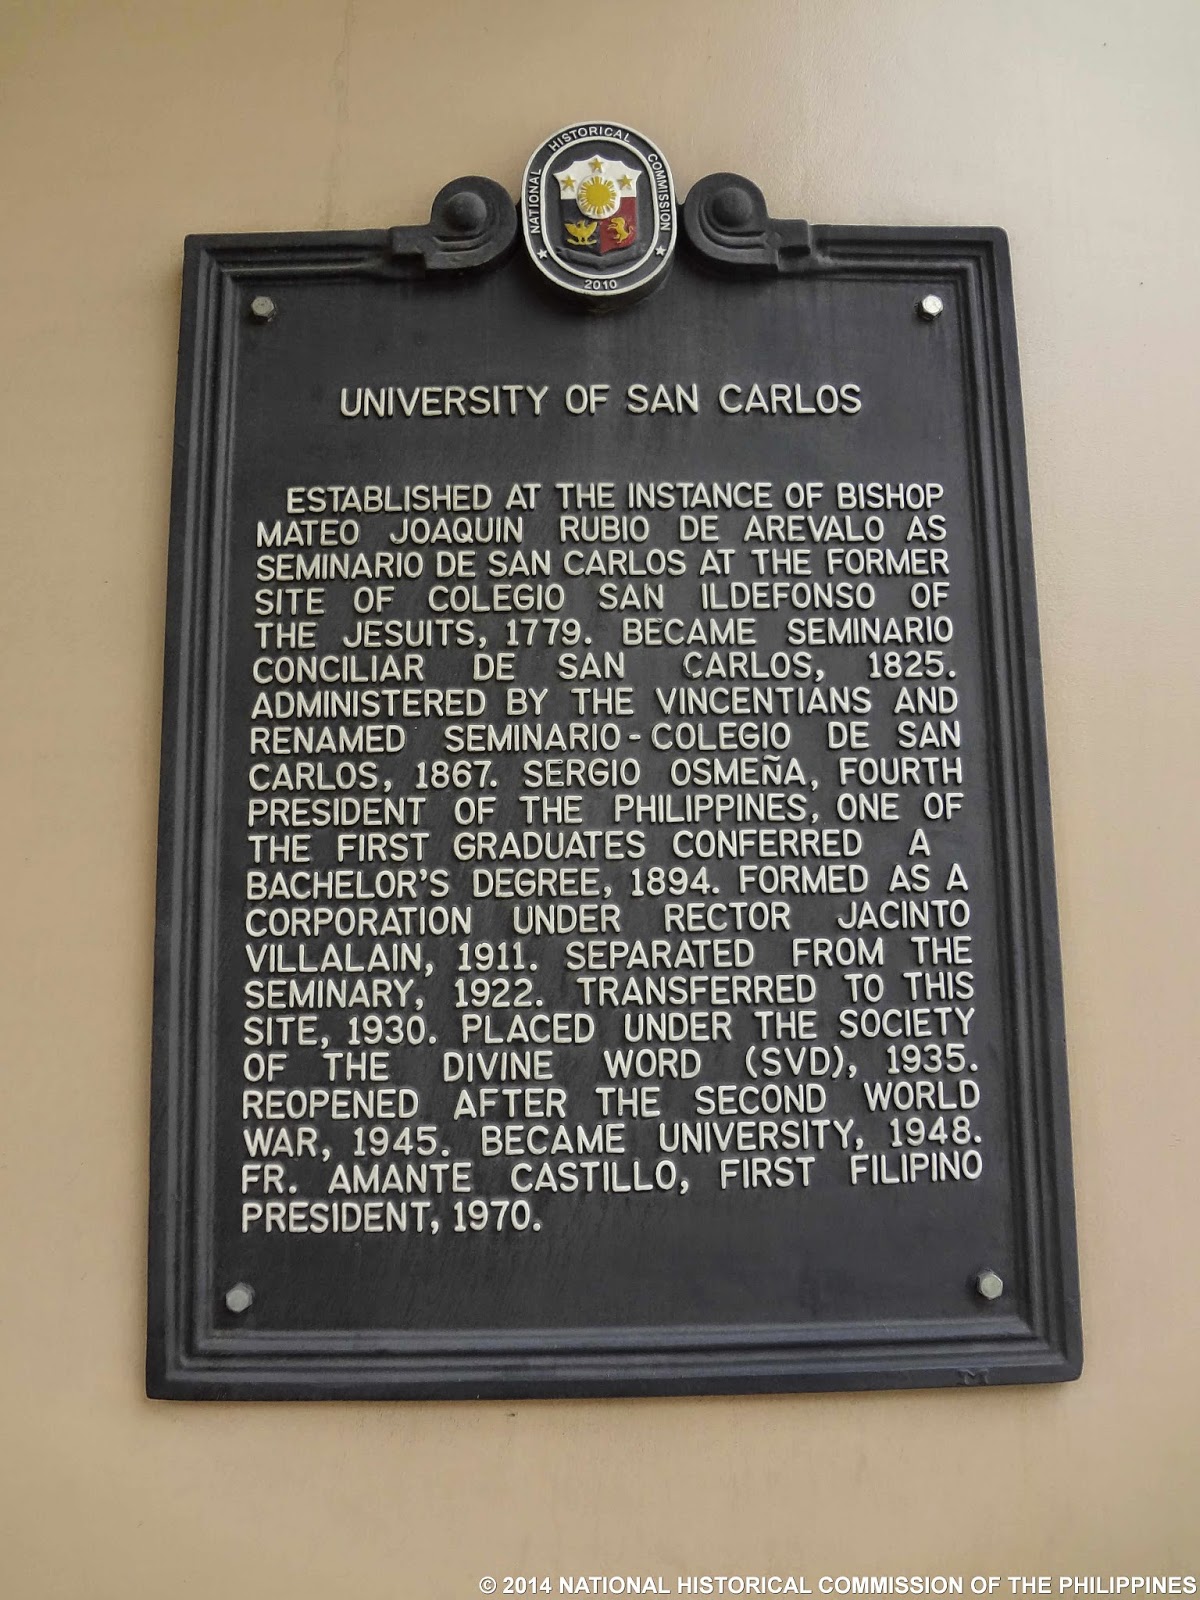 NATIONAL HISTORICAL COMMISSION
2010
UNIVERSITY OF SAN CARLOS
ESTABLISHED AT THE INSTANCE OF BISHOP
MATEO JOAQUIN RUBIO DE AREVALO AS
SEMINARIO DE SAN CARLOS AT THE FORMER
SITE OF COLEGIO SAN ILDEFONSO OF
THE JESUITS, 1779. BECAME SEMINARIO
CONCILIAR DE SAN CARLOS, 1825.
ADMINISTERED BY THE VINCENTIANS AND
RENAMED SEMINARIO-COLEGIO DE SAN
CARLOS, 1867. SERGIO OSMEÑA, FOURTH
PRESIDENT OF THE PHILIPPINES, ONE OF
THE FIRST GRADUATES CONFERRED A
BACHELOR'S DEGREE, 1894. FORMED AS A
CORPORATION UNDER RECTOR JACINTO
VILLALAIN, 1911. SEPARATED FROM THE
SEMINARY, 1922. TRANSFERRED TO THIS
SITE, 1930. PLACED UNDER THE SOCIETY
OF THE DIVINE WORD (SVD), 1935.
REOPENED AFTER THE SECOND WORLD
WAR, 1945. BECAME UNIVERSITY, 1948.
FR. AMANTE CASTILLO, FIRST FILIPINO
PRESIDENT, 1970.
© 2014 NATIONAL HISTORICAL COMMISSION OF THE PHILIPPINES